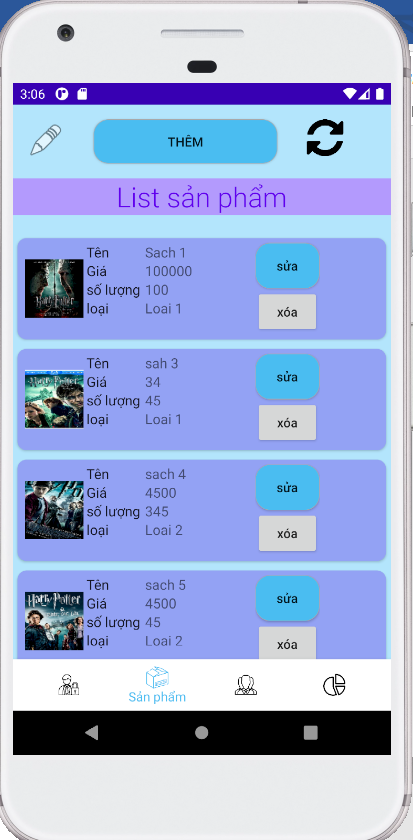 3:06
THÊM
List sản phẩm
Tên Sach 1
Giá 100000
số lượng 100
loại Loai 1
sửa
xóa
Tên sah 3
Giá 34
số lượng 45
loại Loai 1
sửa
xóa
Tên sach 4
Giá 4500
số lượng 345
loại Loai 2
sửa
xóa
Harry Potter
Tên sach 5
Giá 4500
số lượng 45
loại Loai 2
sửa
xóa
Sản phẩm